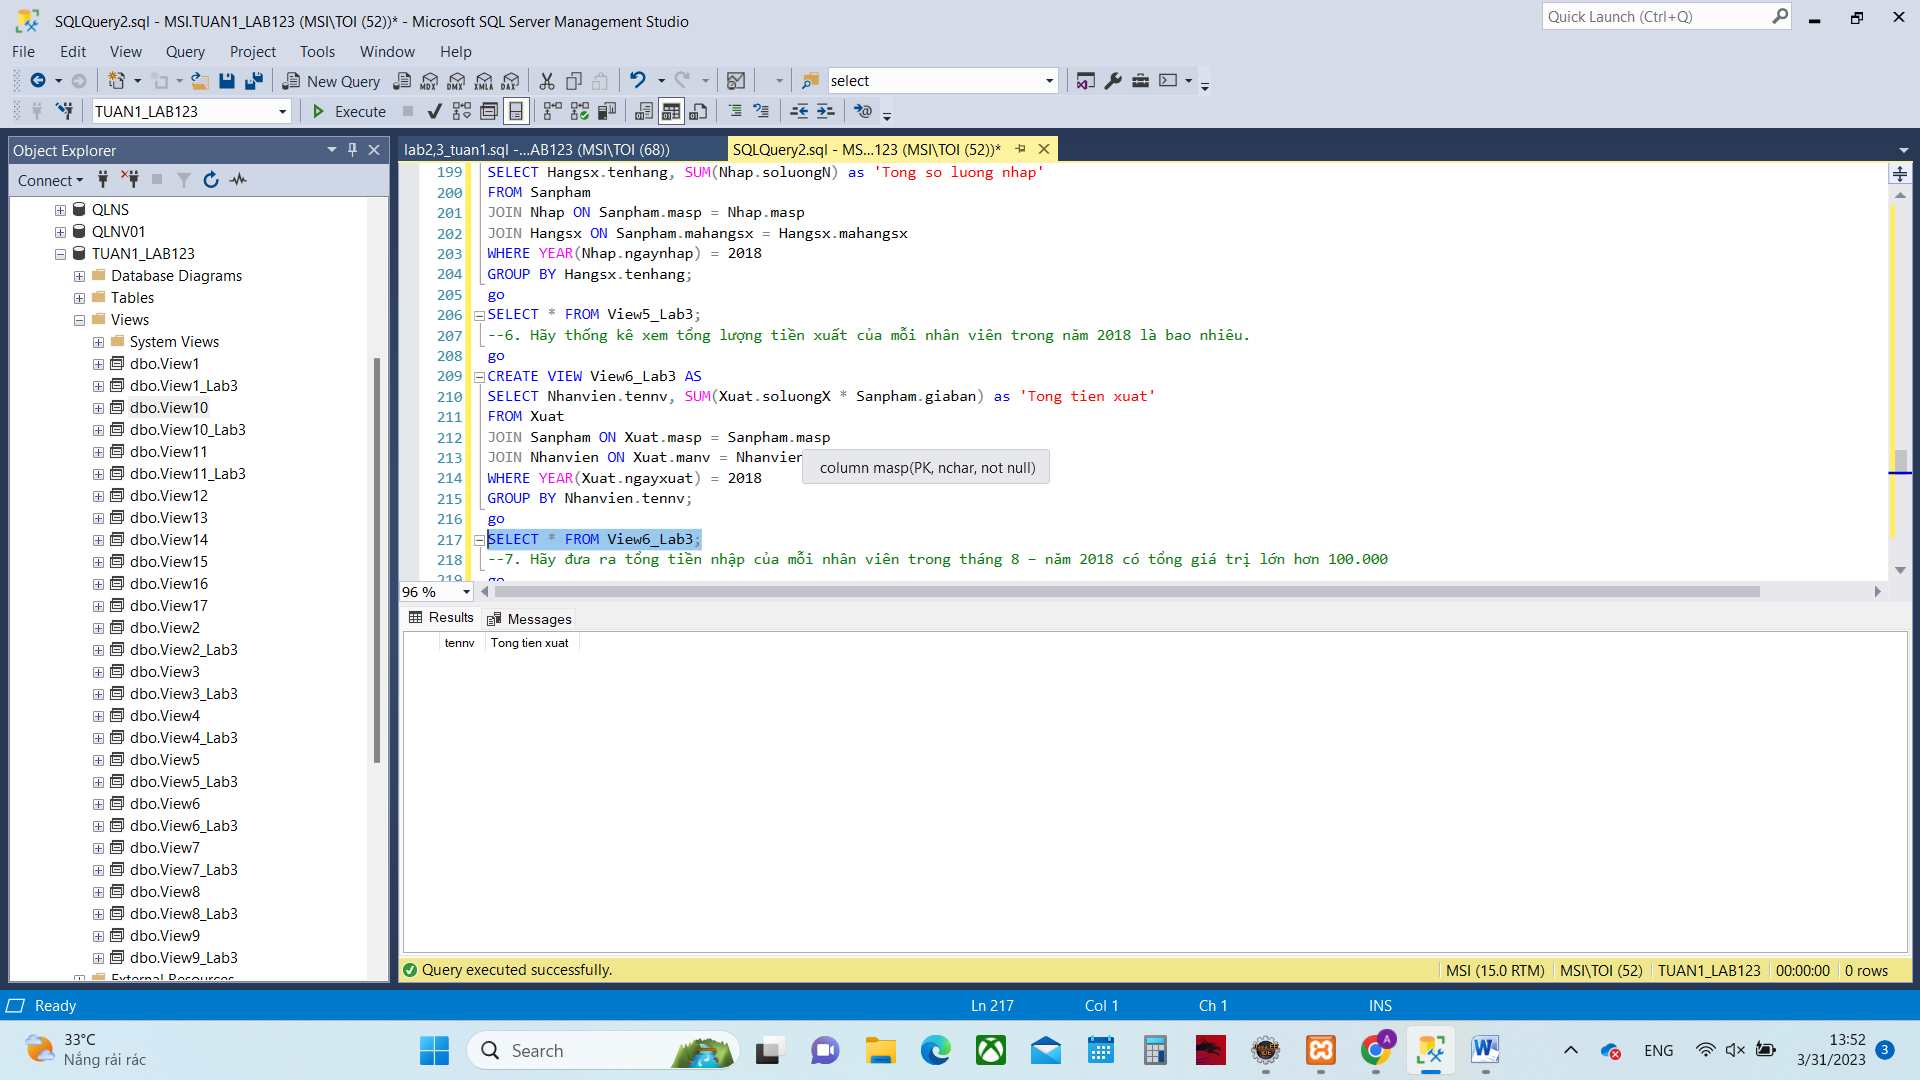 SQLQuery2.sql - MSI.TUAN1_LAB123 (MSI\TOI (52))* - Microsoft SQL Server Management Studio
Quick Launch (Ctrl+Q)
File Edit View Query Project Tools Window Help
New Query
MDX DMX XMLA DAX
select
TUAN1_LAB123
Execute
Object Explorer
Connect
QLNS
QLNV01
TUAN1_LAB123
Database Diagrams
Tables
Views
System Views
dbo.View1
dbo.View1_Lab3
dbo.View10
dbo.View10_Lab3
dbo.View11
dbo.View11_Lab3
dbo.View12
dbo.View13
dbo.View14
dbo.View15
dbo.View16
dbo.View17
dbo.View2
dbo.View2_Lab3
dbo.View3
dbo.View3_Lab3
dbo.View4
dbo.View4_Lab3
dbo.View5
dbo.View5_Lab3
dbo.View6
dbo.View6_Lab3
dbo.View7
dbo.View7_Lab3
dbo.View8
dbo.View8_Lab3
dbo.View9
dbo.View9_Lab3
External Resources
lab2,3_tuan1.sql -...AB123 (MSI\TOI (68))
SQLQuery2.sql - MS...123 (MSI\TOI (52))*
199 SELECT Hangsx.tenhang, SUM(Nhap.soluongN) as 'Tong so luong nhap'
200 FROM Sanpham
201 JOIN Nhap ON Sanpham.masp = Nhap.masp
202 JOIN Hangsx ON Sanpham.mahangsx = Hangsx.mahangsx
203 WHERE YEAR(Nhap.ngaynhap) = 2018
204 GROUP BY Hangsx.tenhang;
205 go
206 SELECT * FROM View5_Lab3;
207 --6. Hãy thống kê xem tổng lượng tiền xuất của mỗi nhân viên trong năm 2018 là bao nhiêu.
208 go
209 CREATE VIEW View6_Lab3 AS
210 SELECT Nhanvien.tennv, SUM(Xuat.soluongX * Sanpham.giaban) as 'Tong tien xuat'
211 FROM Xuat
212 JOIN Sanpham ON Xuat.masp = Sanpham.masp
213 JOIN Nhanvien ON Xuat.manv = Nhanvien
column masp(PK, nchar, not null)
214 WHERE YEAR(Xuat.ngayxuat) = 2018
215 GROUP BY Nhanvien.tennv;
216 go
217 SELECT * FROM View6_Lab3;
218 --7. Hãy đưa ra tổng tiền nhập của mỗi nhân viên trong tháng 8 – năm 2018 có tổng giá trị lớn hơn 100.000
219 go
96 %
Results Messages
tennv Tong tien xuat
Query executed successfully.
MSI (15.0 RTM) MSI\TOI (52) TUAN1_LAB123 00:00:00 0 rows
Ready
Ln 217 Col 1 Ch 1 INS
33°C
Nắng rải rác
Search
A
ENG
13:52
3/31/2023
3